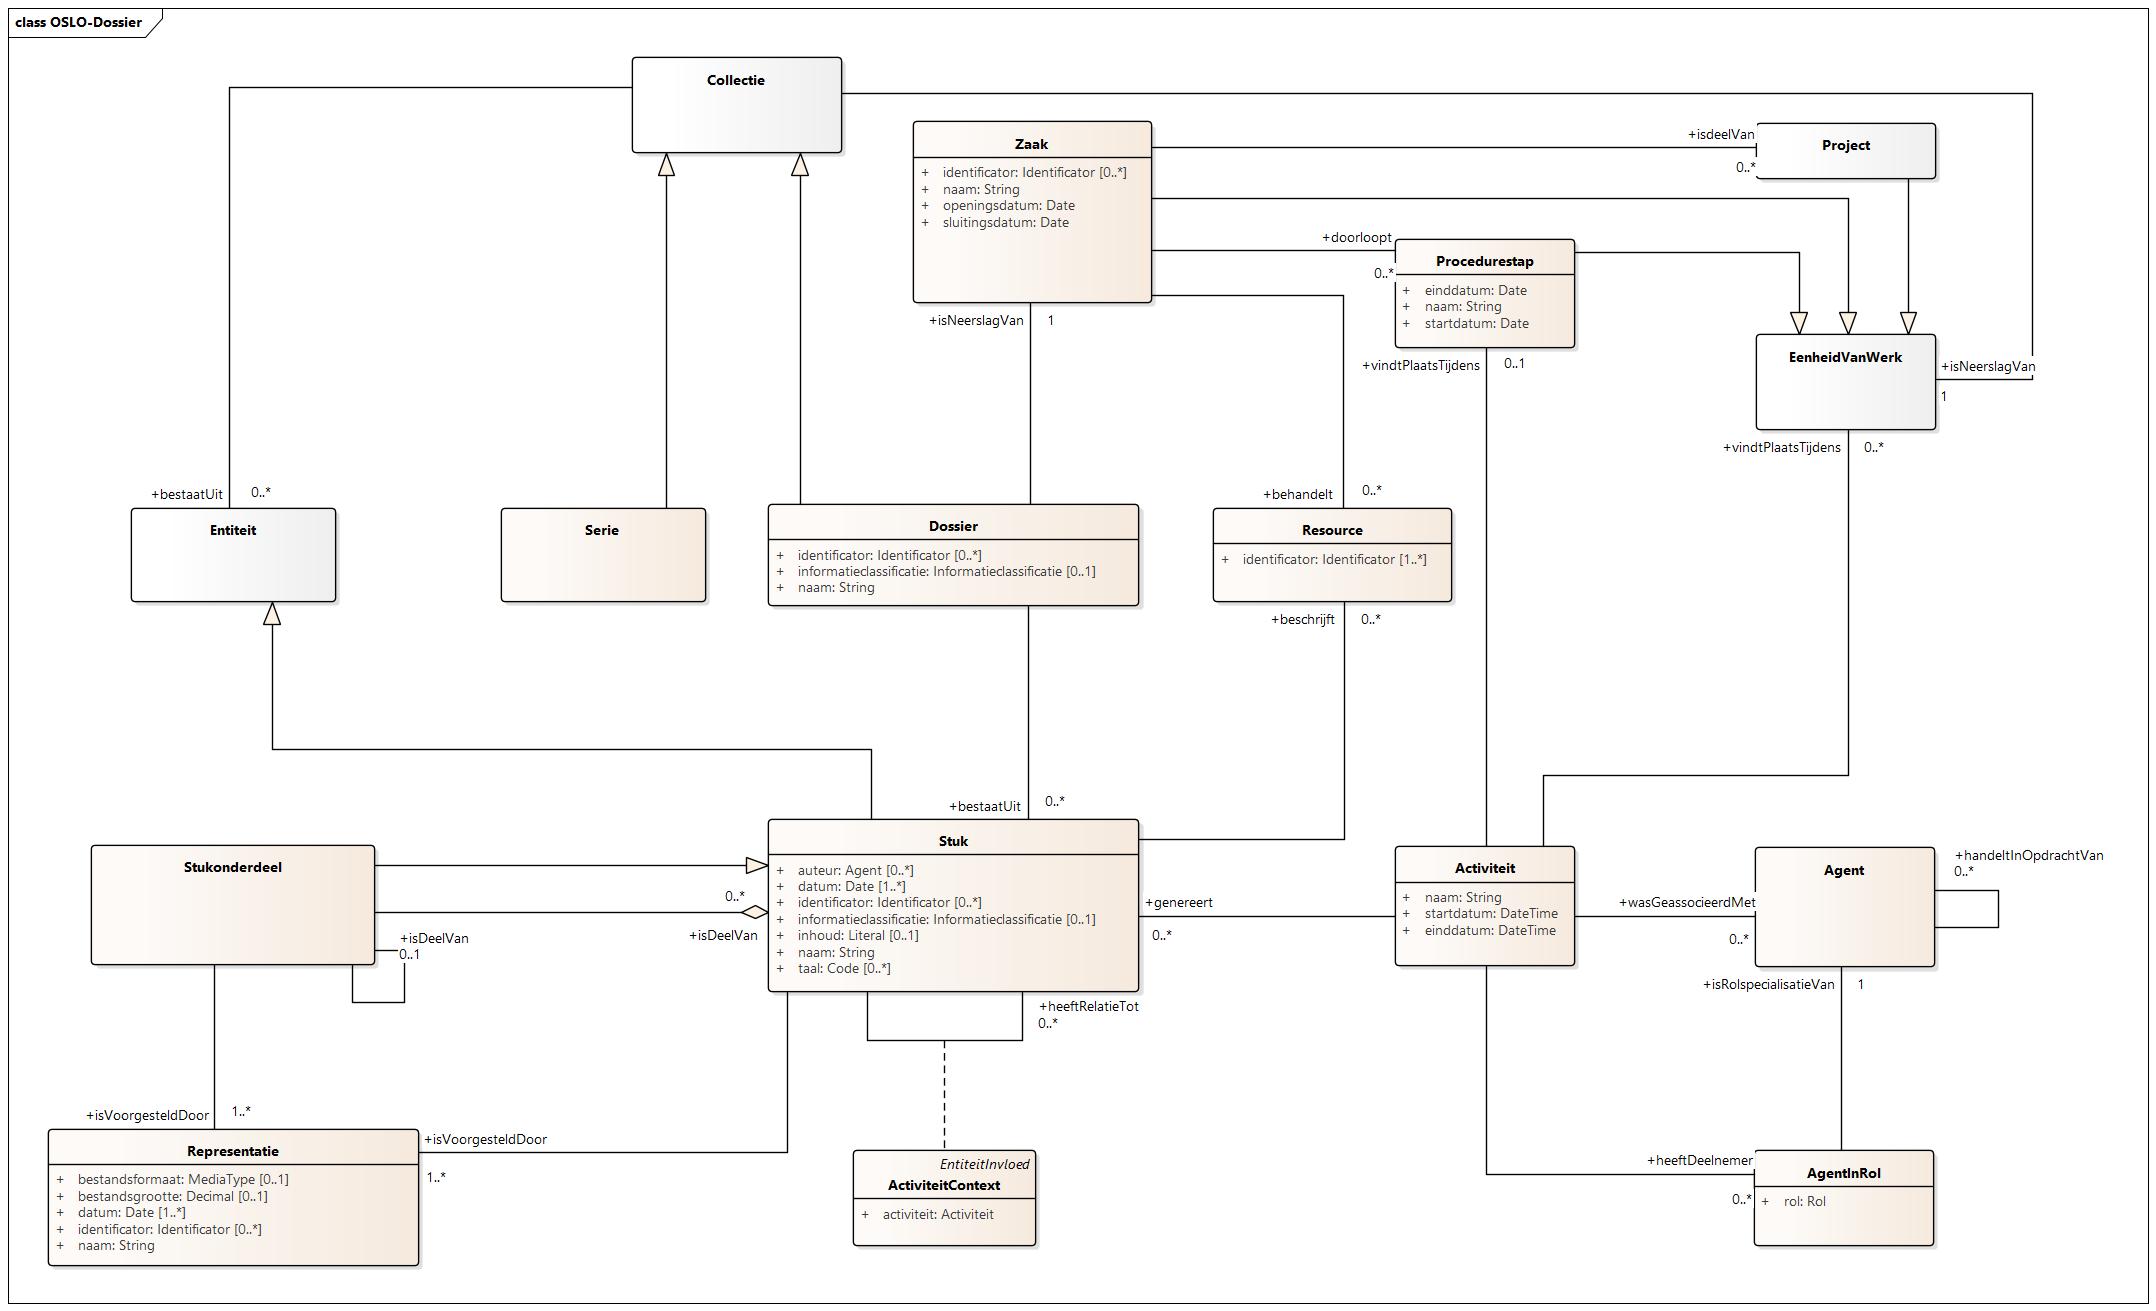 class OSLO-Dossier
Collectie
Zaak
+ identificator: Identificator [0..*]
+ naam: String
+ openingsdatum: Date
+ sluitingsdatum: Date
+isdeelVan
0..*
Project
+doorloopt
0..*
Procedurestap
+ einddatum: Date
+ naam: String
+ startdatum: Date
+isNeerslagVan
1
+vindtPlaatsTijdens
0..1
EenheidVanWerk
+isNeerslagVan
1
+vindtPlaatsTijdens
0..*
+bestaatUit
0..*
+behandelt
0..*
Entiteit
Serie
Dossier
+ identificator: Identificator [0..*]
+ informatieclassificatie: Informatieclassificatie [0..1]
+ naam: String
Resource
+ identificator: Identificator [1..*]
+beschrijft
0..*
+bestaatUit
0..*
Stukonderdeel
0..*
+isDeelVan
+isDeelVan
0..1
Stuk
+ auteur: Agent [0..*]
+ datum: Date [1..*]
+ identificator: Identificator [0..*]
+ informatieclassificatie: Informatieclassificatie [0..1]
+ inhoud: Literal [0..1]
+ naam: String
+ taal: Code [0..*]
+genereert
0..*
Activiteit
+ naam: String
+ startdatum: DateTime
+ einddatum: DateTime
+wasGeassocieerdMet
0..*
Agent
+handeltInOpdrachtVan
0..*
+isRolspecialisatieVan
1
+heeftRelatieTot
0..*
+isVoorgesteldDoor
1..*
+isVoorgesteldDoor
1..*
Representatie
+ bestandsformaat: MediaType [0..1]
+ bestandsgrootte: Decimal [0..1]
+ datum: Date [1..*]
+ identificator: Identificator [0..*]
+ naam: String
EntiteitInvloed
ActiviteitContext
+ activiteit: Activiteit
+heeftDeelnemer
0..*
AgentInRol
+ rol: Rol